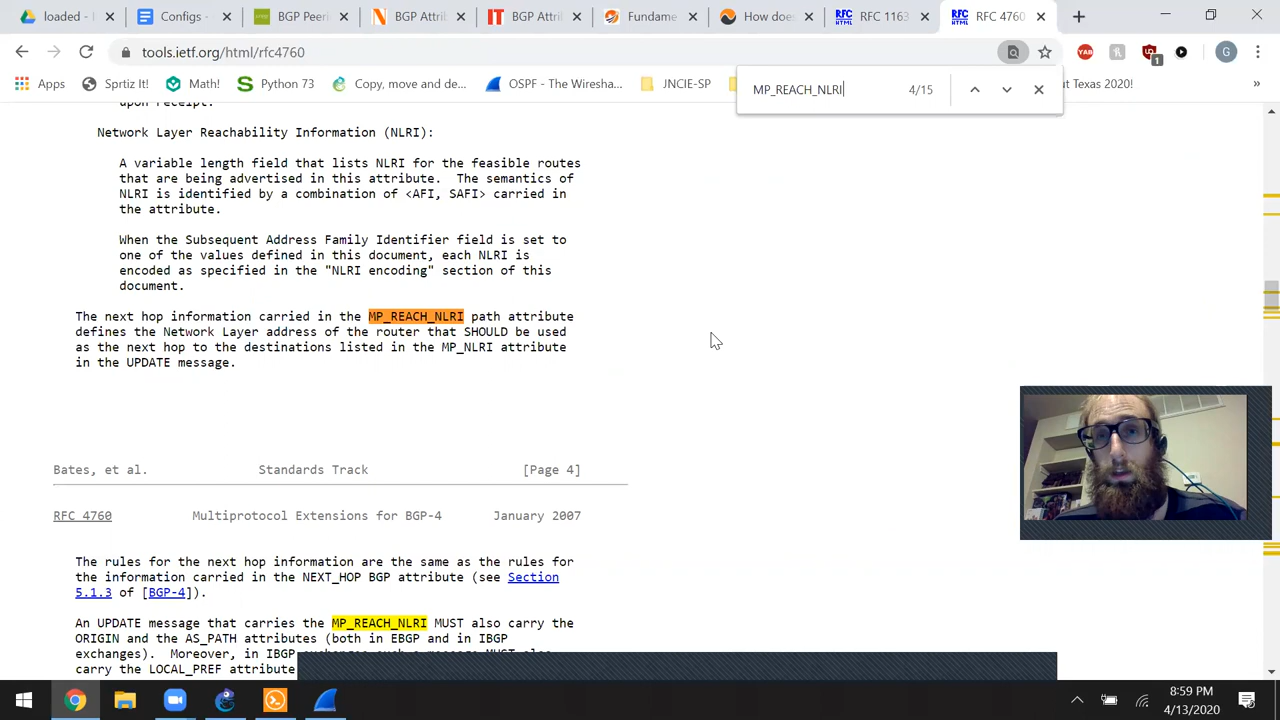 loaded -
Configs
BGP Peeri
BGP Attri
BGP Attri
Fundame
How does
RFC 1163
RFC 4760
tools.ietf.org/html/rfc4760
G
Apps
Sprtiz It!
Math!
Python 73
Copy, move and de
OSPF - The Wiresha
JNCIE-SP
ut Texas 2020!
MP_REACH_NLRI
4/15
upon receipt.
Network Layer Reachability Information (NLRI):
A variable length field that lists NLRI for the feasible routes
that are being advertised in this attribute. The semantics of
NLRI is identified by a combination of <AFI, SAFI> carried in
the attribute.
When the Subsequent Address Family Identifier field is set to
one of the values defined in this document, each NLRI is
encoded as specified in the "NLRI encoding" section of this
document.
The next hop information carried in the MP_REACH_NLRI path attribute
defines the Network Layer address of the router that SHOULD be used
as the next hop to the destinations listed in the MP_NLRI attribute
in the UPDATE message.
Bates, et al. Standards Track [Page 4]
RFC 4760 Multiprotocol Extensions for BGP-4 January 2007
The rules for the next hop information are the same as the rules for
the information carried in the NEXT_HOP BGP attribute (see Section
5.1.3 of [BGP-4]).
An UPDATE message that carries the MP_REACH_NLRI MUST also carry the
ORIGIN and the AS_PATH attributes (both in EBGP and in IBGP
exchanges). Moreover, in IBGP
carry the LOCAL_PREF attribute
8:59 PM
4/13/2020